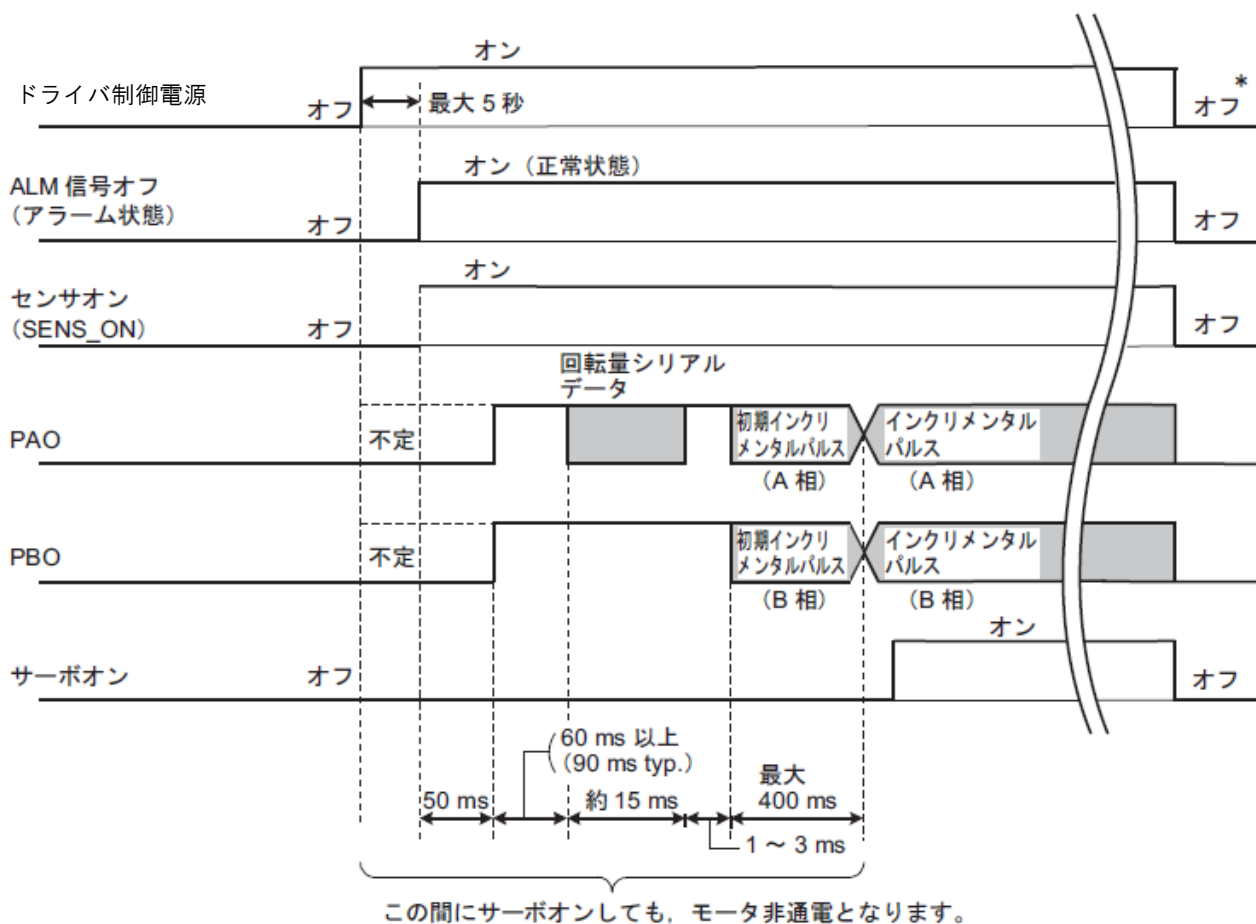 オン
ドライバ制御電源
オフ
最大 5 秒
オフ
*
オン（正常状態）
ALM 信号オフ
（アラーム状態）
オフ
オフ
オン
センサオン
（SENS_ON）
オフ
オフ
回転量シリアル
データ
PAO
不定
初期インクリ
メンタルパルス
インクリメンタル
パルス
（A 相）
（A 相）
PBO
不定
初期インクリ
メンタルパルス
インクリメンタル
パルス
（B 相）
（B 相）
オン
サーボオン
オフ
オフ
60 ms 以上
（90 ms typ.）
最大
50 ms
約 15 ms
400 ms
1 ～ 3 ms
この間にサーボオンしても，モータ非通電となります。